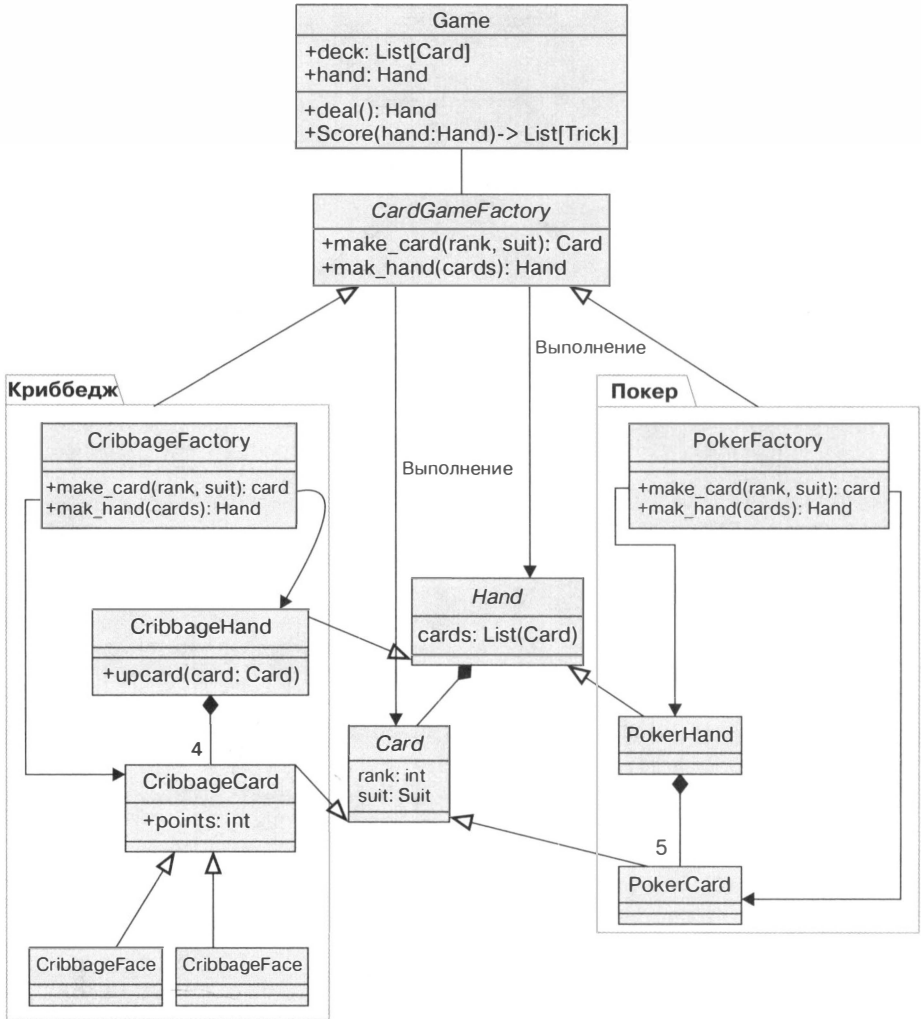 Game
+deck: List[Card]
+hand: Hand
+deal(): Hand
+Score(hand:Hand)-> List[Trick]
CardGameFactory
+make_card(rank, suit): Card
+mak_hand(cards): Hand
Выполнение
Выполнение
Криббедж
CribbageFactory
+make_card(rank, suit): card
+mak_hand(cards): Hand
CribbageHand
+upcard(card: Card)
4
CribbageCard
+points: int
CribbageFace
CribbageFace
Hand
cards: List(Card)
Card
rank: int
suit: Suit
Покер
PokerFactory
+make_card(rank, suit): card
+mak_hand(cards): Hand
PokerHand
5
PokerCard